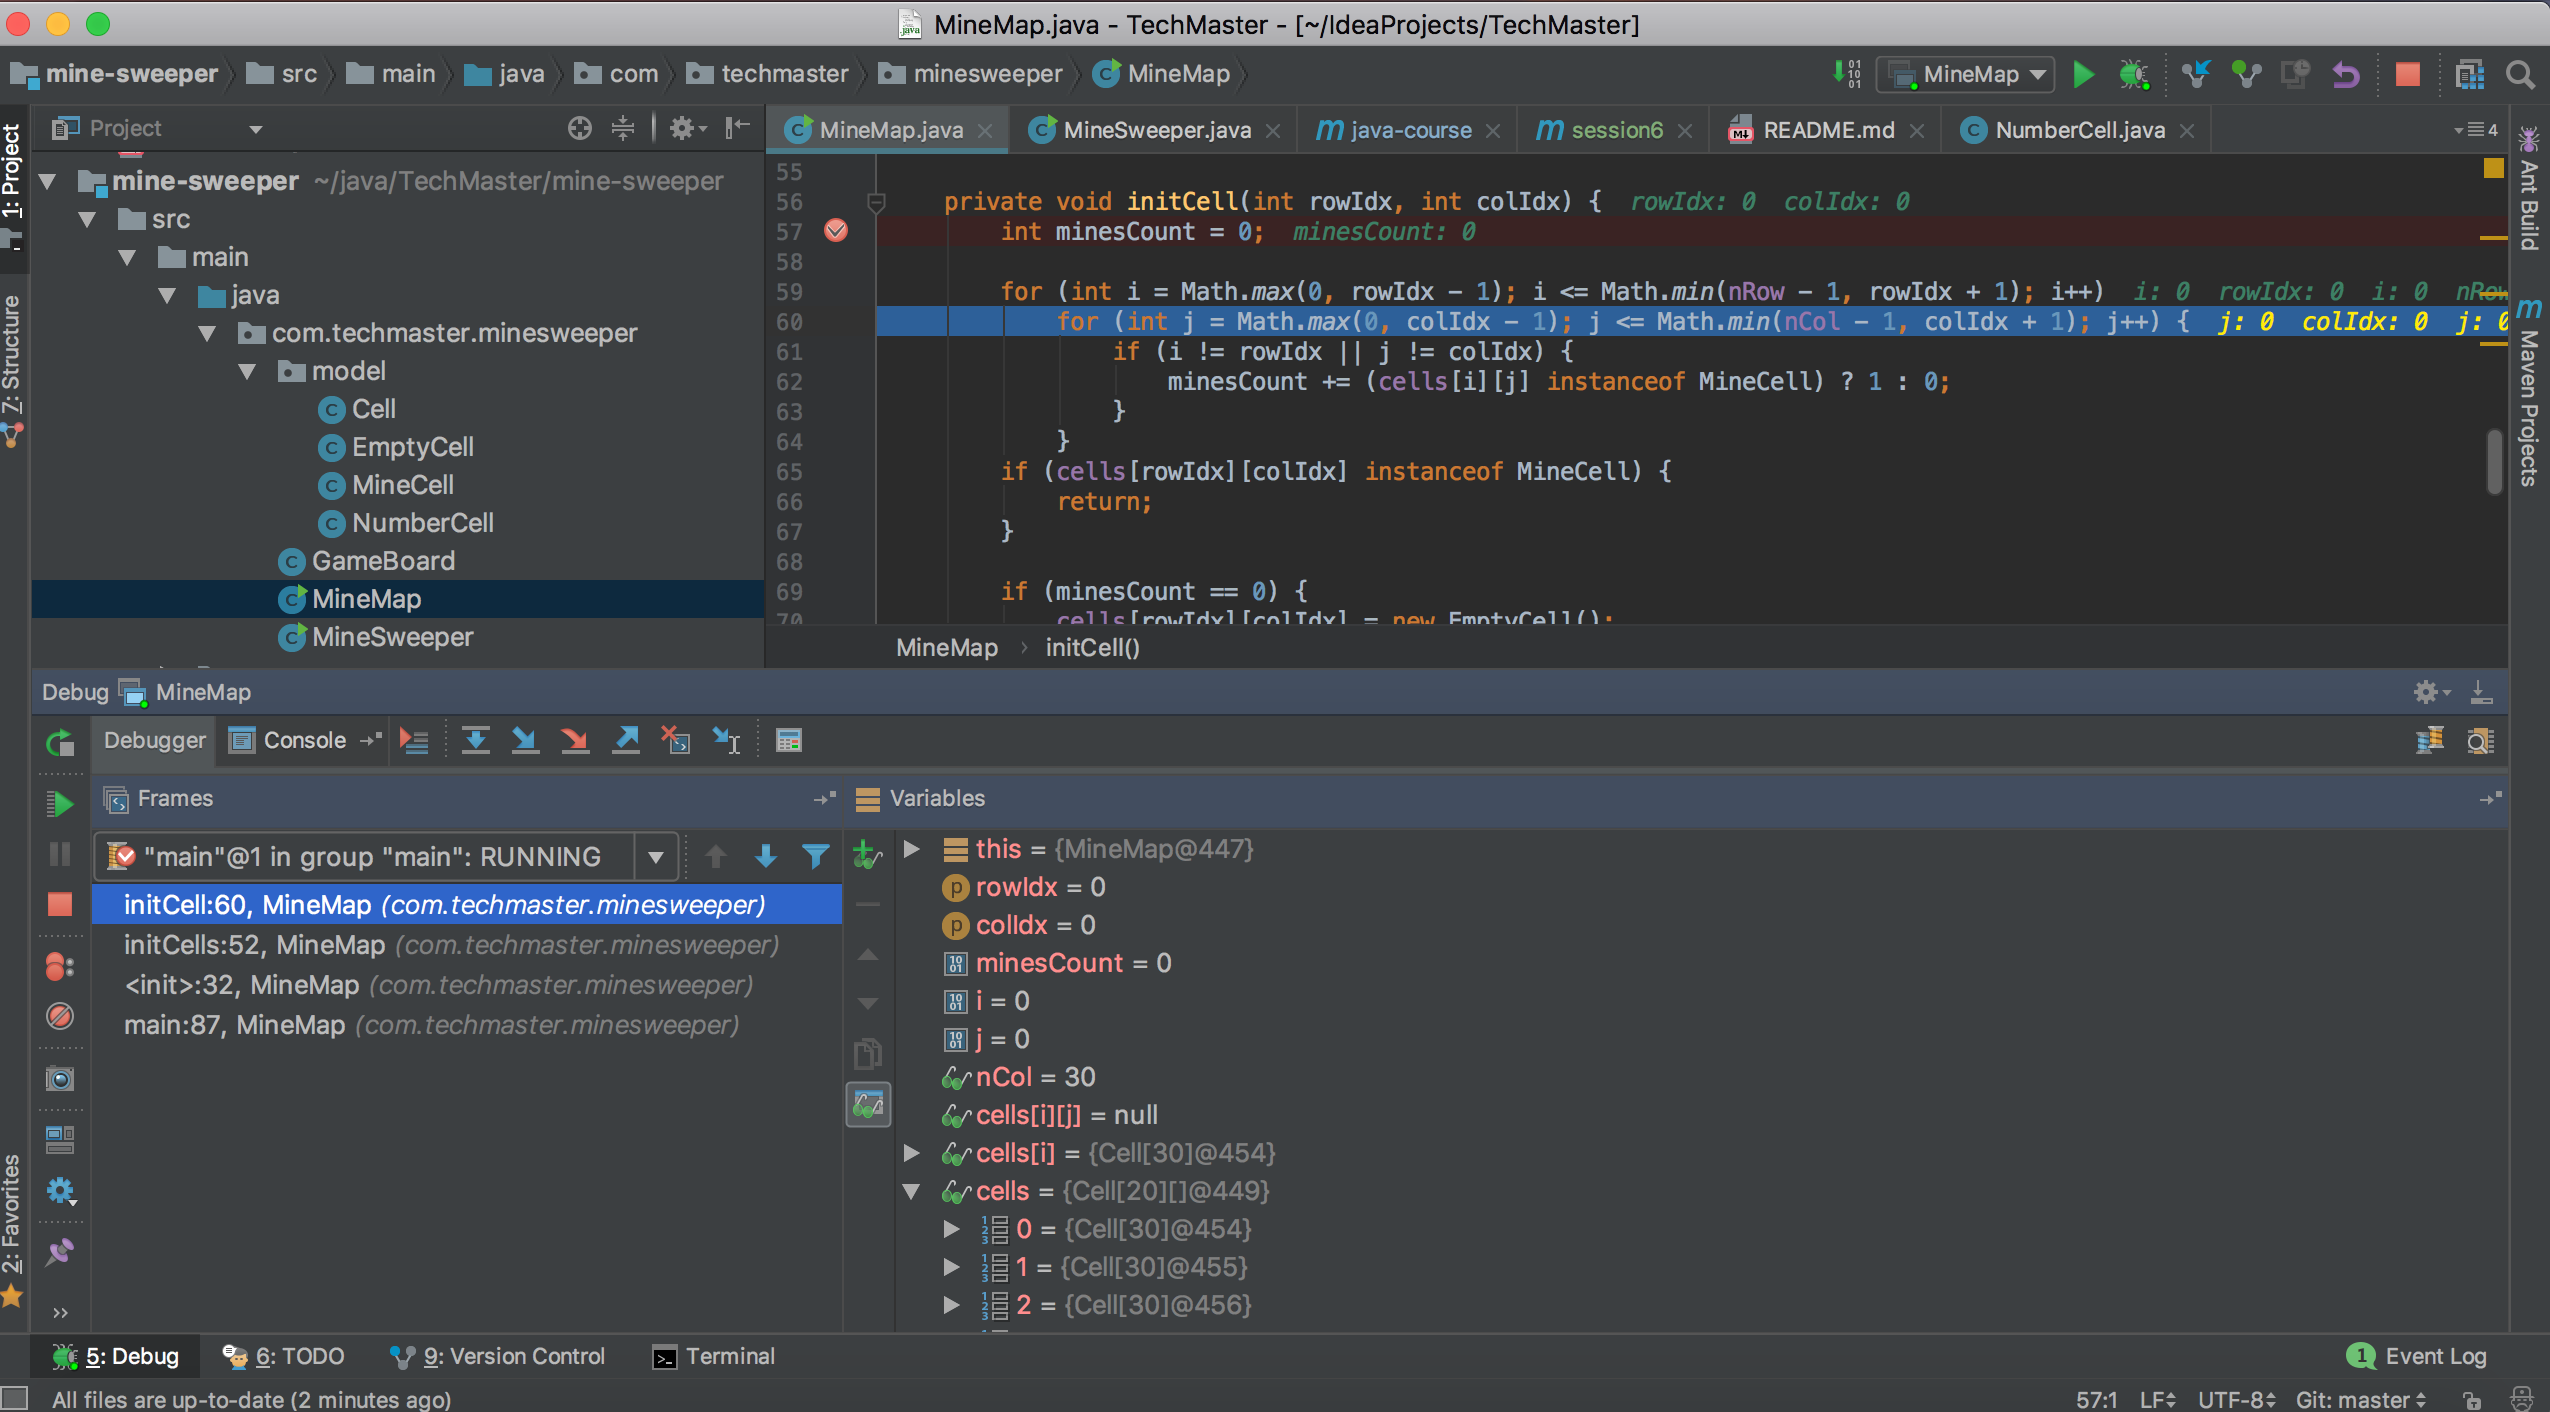 MineMap.java - TechMaster - [~/IdeaProjects/TechMaster]
mine-sweeper src main java com techmaster minesweeper MineMap MineMap
Project
MineMap.java MineSweeper.java java-course session6 README.md NumberCell.java 4
1: Project
7: Structure
2: Favorites
Ant Build
Maven Projects
mine-sweeper ~/java/TechMaster/mine-sweeper
src
main
java
com.techmaster.minesweeper
model
Cell
EmptyCell
MineCell
NumberCell
GameBoard
MineMap
MineSweeper
55
56 private void initCell(int rowIdx, int colIdx) { rowIdx: 0 colIdx: 0
57 int minesCount = 0; minesCount: 0
58
59 for (int i = Math.max(0, rowIdx - 1); i <= Math.min(nRow - 1, rowIdx + 1); i++) i: 0 rowIdx: 0 i: 0 nRow
60 for (int j = Math.max(0, colIdx - 1); j <= Math.min(nCol - 1, colIdx + 1); j++) { j: 0 colIdx: 0 j: 0
61 if (i != rowIdx || j != colIdx) {
62 minesCount += (cells[i][j] instanceof MineCell) ? 1 : 0;
63 }
64 }
65 if (cells[rowIdx][colIdx] instanceof MineCell) {
66 return;
67 }
68
69 if (minesCount == 0) {
70 cells[rowIdx][colIdx] = new EmptyCell();
MineMap › initCell()
Debug MineMap
Debugger Console
Frames
"main"@1 in group "main": RUNNING
initCell:60, MineMap (com.techmaster.minesweeper)
initCells:52, MineMap (com.techmaster.minesweeper)
<init>:32, MineMap (com.techmaster.minesweeper)
main:87, MineMap (com.techmaster.minesweeper)
Variables
this = {MineMap@447}
rowIdx = 0
colIdx = 0
minesCount = 0
i = 0
j = 0
nCol = 30
cells[i][j] = null
cells[i] = {Cell[30]@454}
cells = {Cell[20][]@449}
0 = {Cell[30]@454}
1 = {Cell[30]@455}
2 = {Cell[30]@456}
5: Debug 6: TODO 9: Version Control Terminal 1 Event Log
All files are up-to-date (2 minutes ago) 57:1 LF UTF-8 Git: master